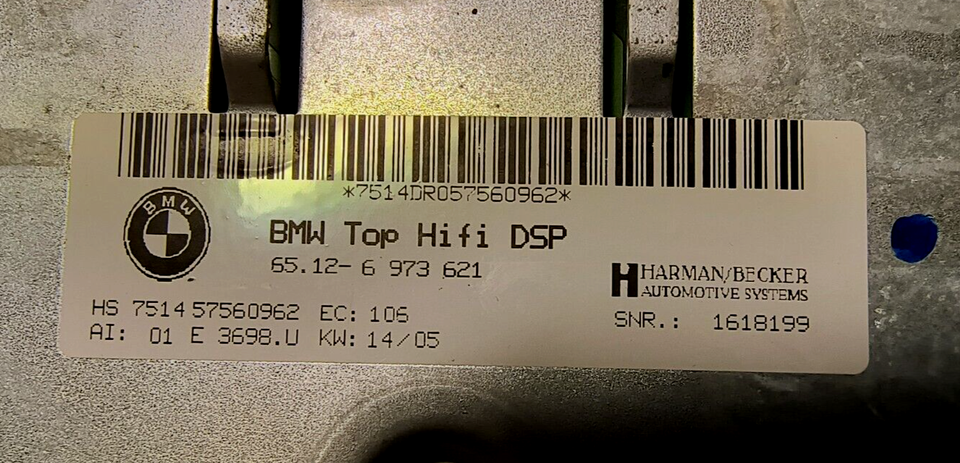 *7514DR057560962*
BMW
BMW Top Hifi DSP
65.12- 6 973 621
HARMAN/BECKER
AUTOMOTIVE SYSTEMS
HS 7514 57560962 EC: 106
SNR.: 1618199
AI: 01 E 3698.U KW: 14/05